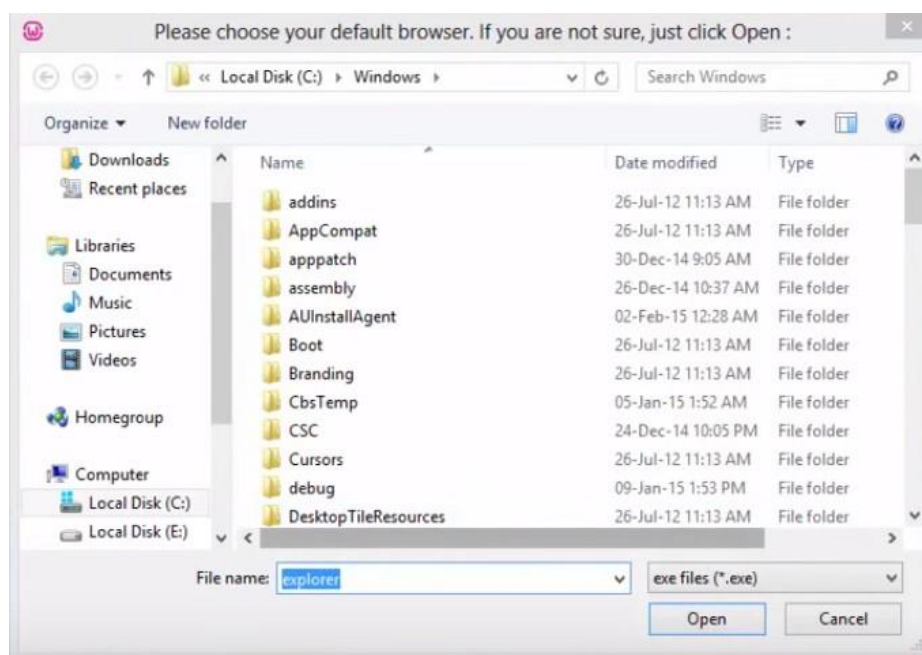 Please choose your default browser. If you are not sure, just click Open :
« Local Disk (C:) ▸ Windows ▸ Search Windows
Organize New folder
Name Date modified Type
Downloads
Recent places
Libraries
Documents
Music
Pictures
Videos
Homegroup
Computer
Local Disk (C:)
Local Disk (E:)
addins 26-Jul-12 11:13 AM File folder
AppCompat 26-Jul-12 11:13 AM File folder
apppatch 30-Dec-14 9:05 AM File folder
assembly 26-Dec-14 10:37 AM File folder
AUInstallAgent 02-Feb-15 12:28 AM File folder
Boot 26-Jul-12 11:13 AM File folder
Branding 26-Jul-12 11:13 AM File folder
CbsTemp 05-Jan-15 1:52 AM File folder
CSC 24-Dec-14 10:05 PM File folder
Cursors 26-Jul-12 11:13 AM File folder
debug 09-Jan-15 1:53 PM File folder
DesktopTileResources 26-Jul-12 11:13 AM File folder
File name: explorer exe files (*.exe)
Open Cancel